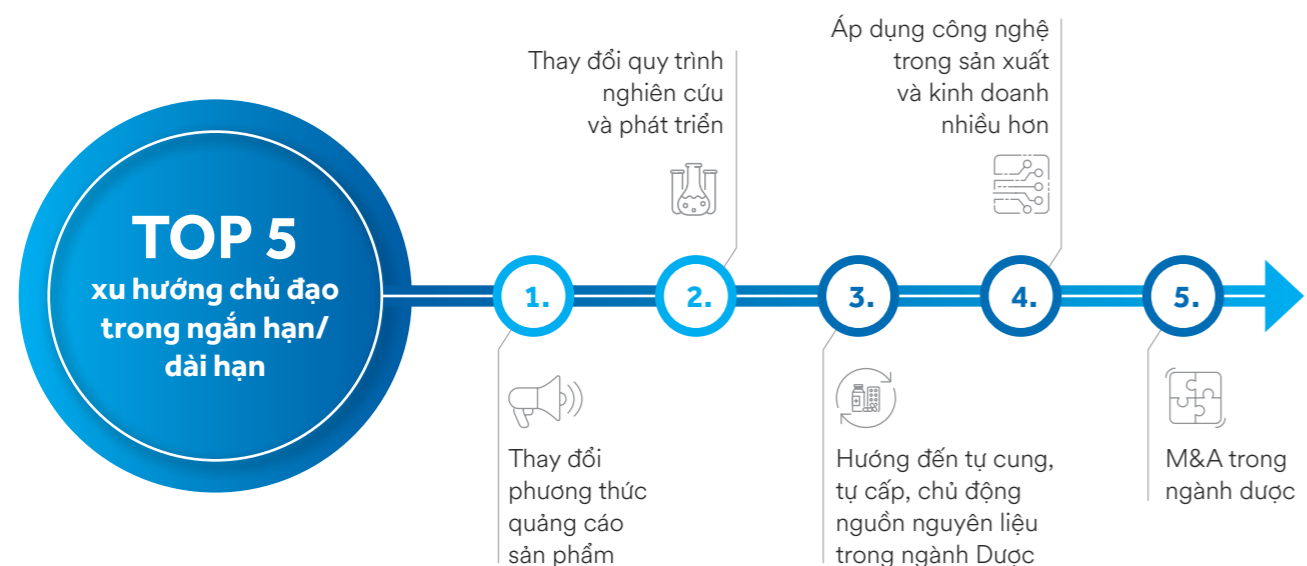 TOP 5
xu hướng chủ đạo
trong ngắn hạn/
dài hạn
1.
Thay đổi
phương thức
quảng cáo
sản phẩm
2.
Thay đổi quy trình
nghiên cứu
và phát triển
3.
Hướng đến tự cung,
tự cấp, chủ động
nguồn nguyên liệu
trong ngành Dược
4.
Áp dụng công nghệ
trong sản xuất
và kinh doanh
nhiều hơn
5.
M&A trong
ngành dược